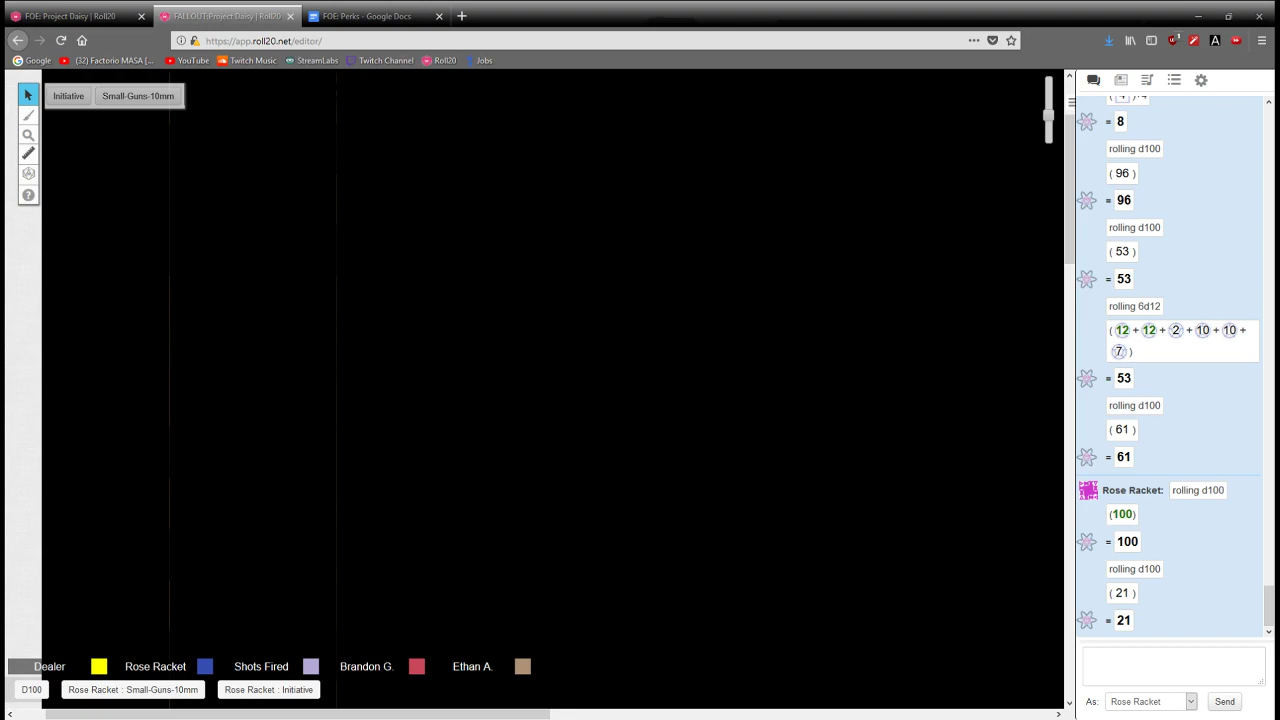 FOE: Project Daisy | Roll20
FALLOUT:Project Daisy | Roll20
FOE: Perks - Google Docs
https://app.roll20.net/editor/
Google
(32) Factorio MASA [...
YouTube
Twitch Music
StreamLabs
Twitch Channel
Roll20
Jobs
Initiative
Small-Guns-10mm
= 8
rolling d100
( 96 )
= 96
rolling d100
( 53 )
= 53
rolling 6d12
( 12 + 12 + 2 + 10 + 10 +
7 )
= 53
rolling d100
( 61 )
= 61
Rose Racket: rolling d100
(100)
= 100
rolling d100
( 21 )
= 21
Dealer
Rose Racket
Shots Fired
Brandon G.
Ethan A.
D100
Rose Racket : Small-Guns-10mm
Rose Racket : Initiative
As: Rose Racket
Send